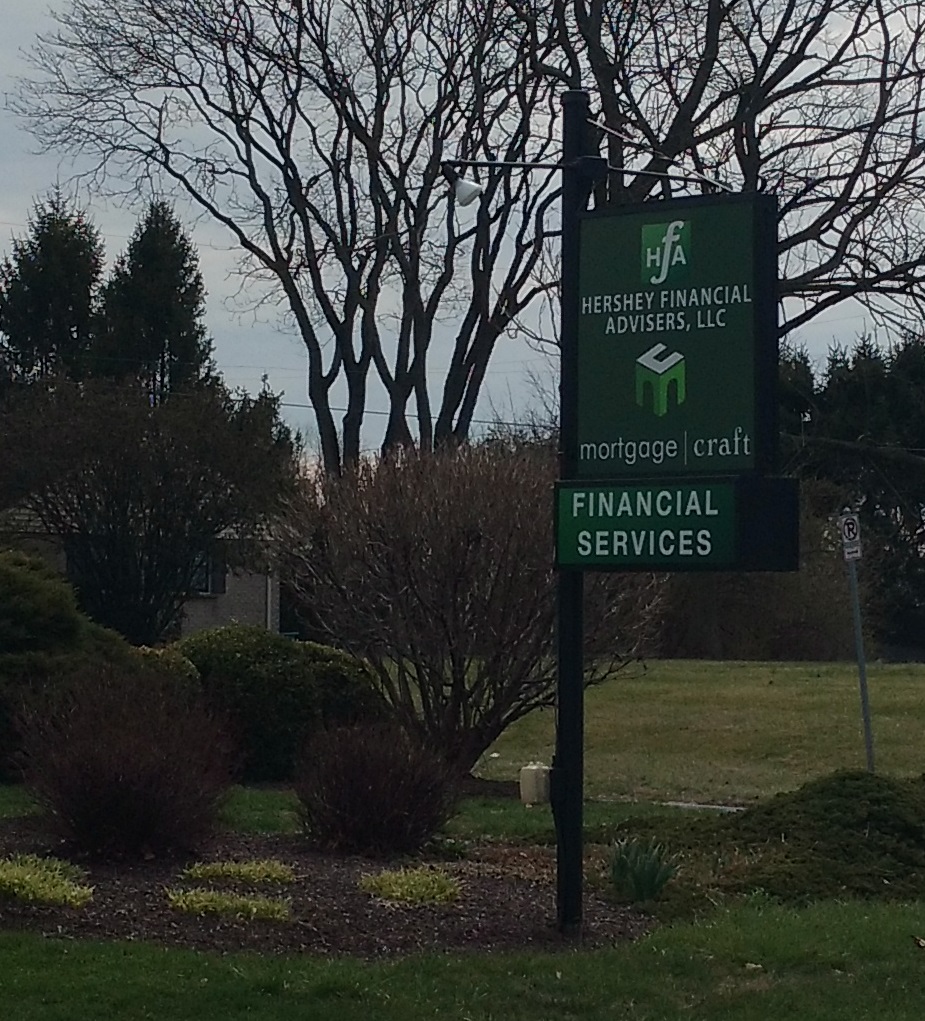 HfA
HERSHEY FINANCIAL
ADVISERS, LLC
mortgage | craft
FINANCIAL
SERVICES